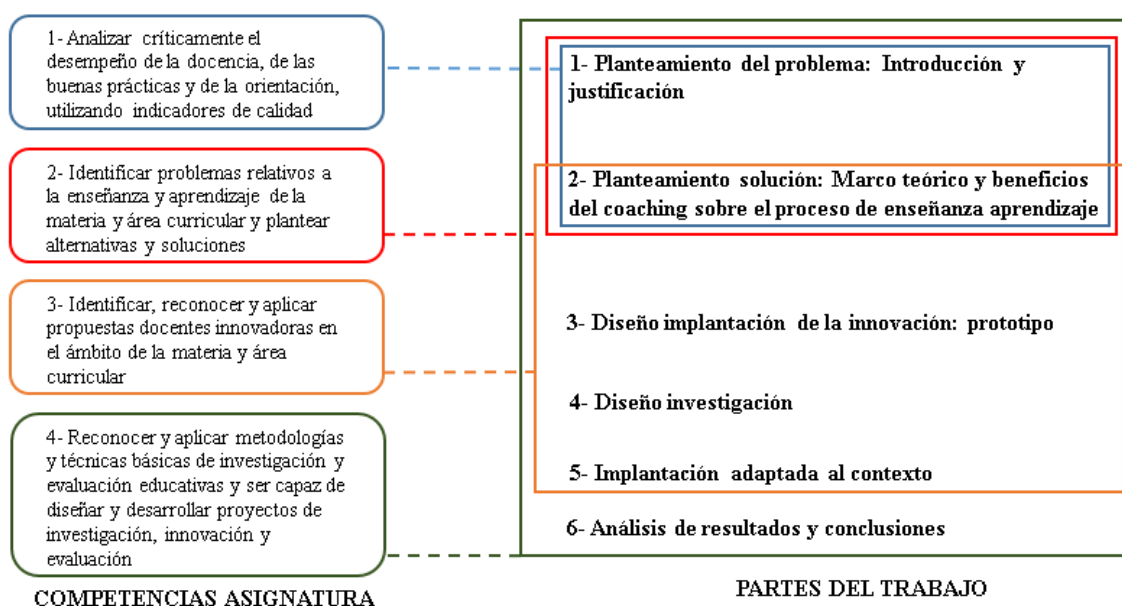 1- Analizar críticamente el
desempeño de la docencia, de las
buenas prácticas y de la orientación,
utilizando indicadores de calidad
2- Identificar problemas relativos a
la enseñanza y aprendizaje de la
materia y área curricular y plantear
alternativas y soluciones
3- Identificar, reconocer y aplicar
propuestas docentes innovadoras en
el ámbito de la materia y área
curricular
4- Reconocer y aplicar metodologías
y técnicas básicas de investigación y
evaluación educativas y ser capaz de
diseñar y desarrollar proyectos de
investigación, innovación y
evaluación
COMPETENCIAS ASIGNATURA
1- Planteamiento del problema: Introducción y
justificación
2- Planteamiento solución: Marco teórico y beneficios
del coaching sobre el proceso de enseñanza aprendizaje
3- Diseño implantación de la innovación: prototipo
4- Diseño investigación
5- Implantación adaptada al contexto
6- Análisis de resultados y conclusiones
PARTES DEL TRABAJO